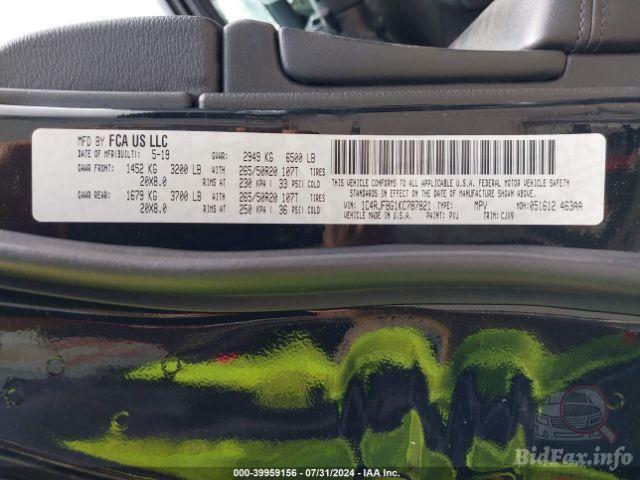 MFD BY FCA US LLC
DATE OF MFR(BUILT): 5-19 GVWR: 2949 KG 6500 LB
GAWR FRONT: 1452 KG 3200 LB WITH 265/50R20 107T TIRES
20X8.0 RIMS AT 230 KPA( 33 PSI) COLD
GAWR REAR: 1679 KG 3700 LB WITH 265/50R20 107T TIRES
20X8.0 RIMS AT 250 KPA( 36 PSI) COLD
THIS VEHICLE CONFORMS TO ALL APPLICABLE U.S.A. FEDERAL MOTOR VEHICLE SAFETY
STANDARDS IN EFFECT ON THE DATE OF MANUFACTURE SHOWN ABOVE.
VIN: 1C4RJFBG1KC787821 TYPE: MPV MDH:051612 463AA
VEHICLE MADE IN U.S.A. PAINT: PXJ TRIM: CJX9
BidFax.info
000-39959156 - 07/31/2024 - IAA Inc.